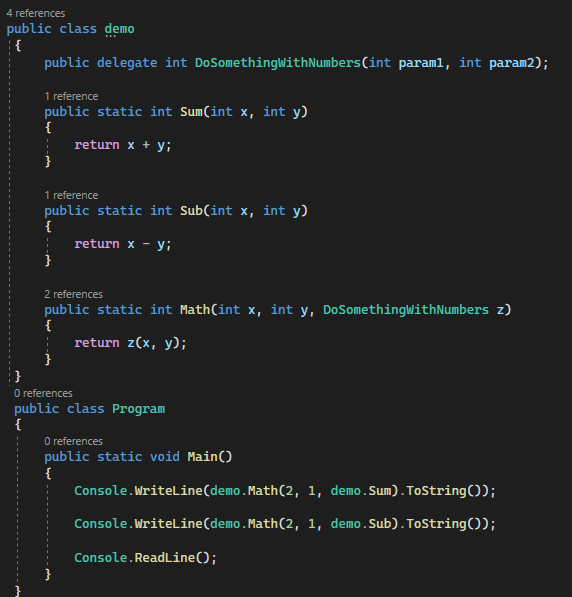 4 references
public class demo
{
public delegate int DoSomethingWithNumbers(int param1, int param2);
1 reference
public static int Sum(int x, int y)
{
return x + y;
}
1 reference
public static int Sub(int x, int y)
{
return x - y;
}
2 references
public static int Math(int x, int y, DoSomethingWithNumbers z)
{
return z(x, y);
}
}
0 references
public class Program
{
0 references
public static void Main()
{
Console.WriteLine(demo.Math(2, 1, demo.Sum).ToString());
Console.WriteLine(demo.Math(2, 1, demo.Sub).ToString());
Console.ReadLine();
}
}